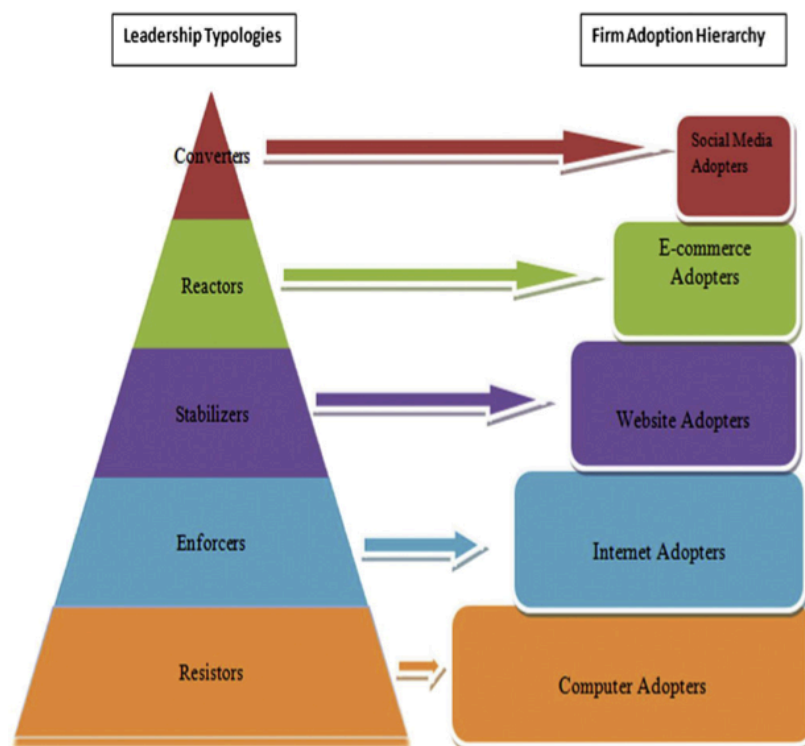 Leadership Typologies
Firm Adoption Hierarchy
Converters
Social Media
Adopters
Reactors
E-commerce
Adopters
Stabilizers
Website Adopters
Enforcers
Internet Adopters
Resistors
Computer Adopters